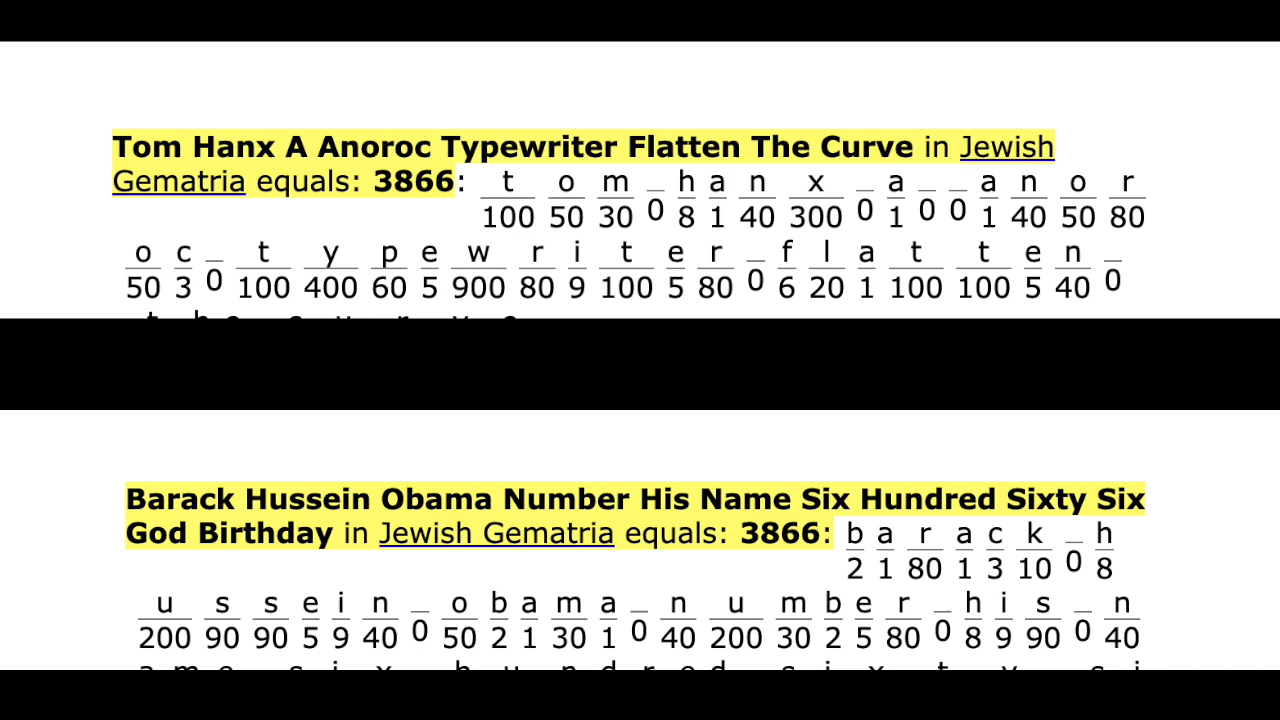 Tom Hanx A Anoroc Typewriter Flatten The Curve in Jewish
Gematria equals: 3866: t o m _ h a n x _ a _ _ a n o r
100 50 30 0 8 1 40 300 0 1 0 0 1 40 50 80
o c _ t y p e w r i t e r _ f l a t t e n _
50 3 0 100 400 60 5 900 80 9 100 5 80 0 6 20 1 100 100 5 40 0
t h e c u r v e
Barack Hussein Obama Number His Name Six Hundred Sixty Six
God Birthday in Jewish Gematria equals: 3866: b a r a c k _ h
2 1 80 1 3 10 0 8
u s s e i n _ o b a m a _ n u m b e r _ h i s _ n
200 90 90 5 9 40 0 50 2 1 30 1 0 40 200 30 2 5 80 0 8 9 90 0 40
a m e s i x h u n d r e d s i x t y s i